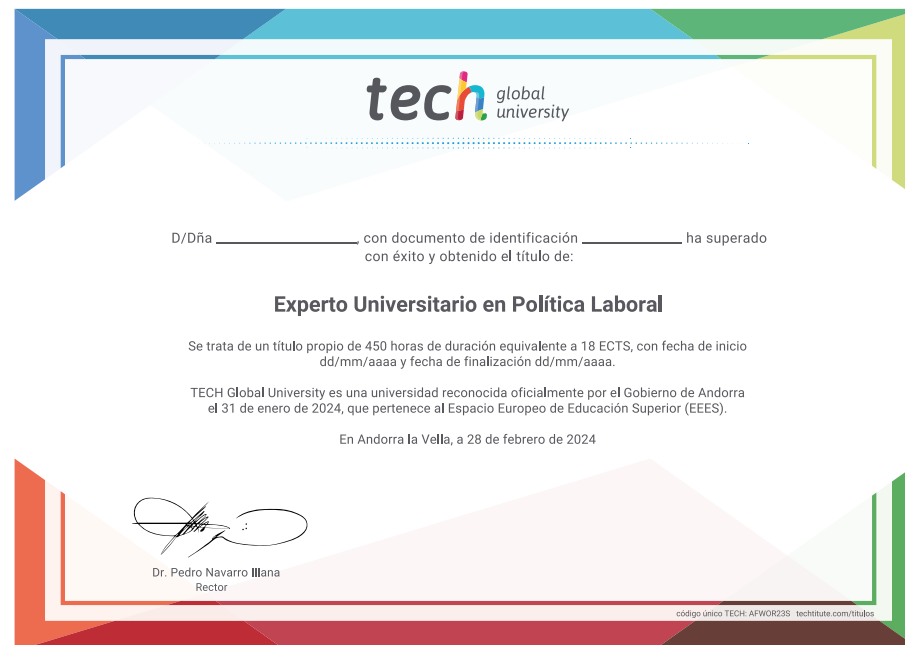 tech global university
D/Dña ____________________, con documento de identificación ______________ ha superado
con éxito y obtenido el título de:
Experto Universitario en Política Laboral
Se trata de un título propio de 450 horas de duración equivalente a 18 ECTS, con fecha de inicio
dd/mm/aaaa y fecha de finalización dd/mm/aaaa.
TECH Global University es una universidad reconocida oficialmente por el Gobierno de Andorra
el 31 de enero de 2024, que pertenece al Espacio Europeo de Educación Superior (EEES).
En Andorra la Vella, a 28 de febrero de 2024
Dr. Pedro Navarro Illana
Rector
código único TECH: AFWOR23S techtitute.com/titulos